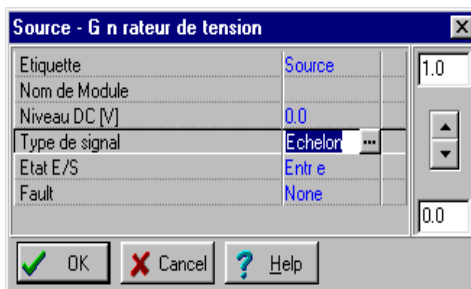 Source - G n rateur de tension
Etiquette Source
Nom de Module
Niveau DC [V] 0.0
Type de signal Echelon ...
Etat E/S Entr e
Fault None
1.0
0.0
OK Cancel Help